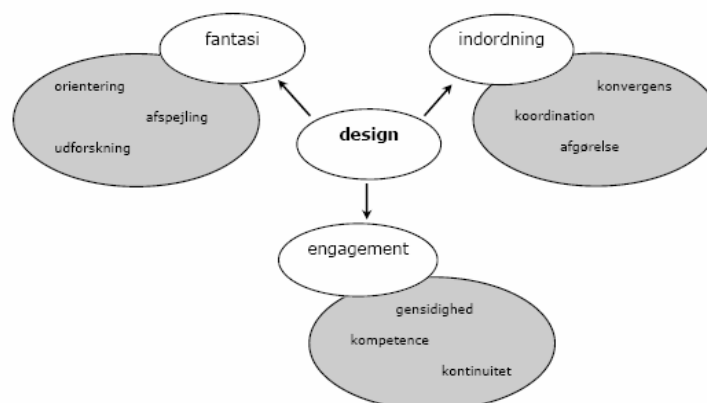 fantasi
indordning
orientering
afspejling
udforskning
konvergens
koordination
afgørelse
design
engagement
gensidighed
kompetence
kontinuitet